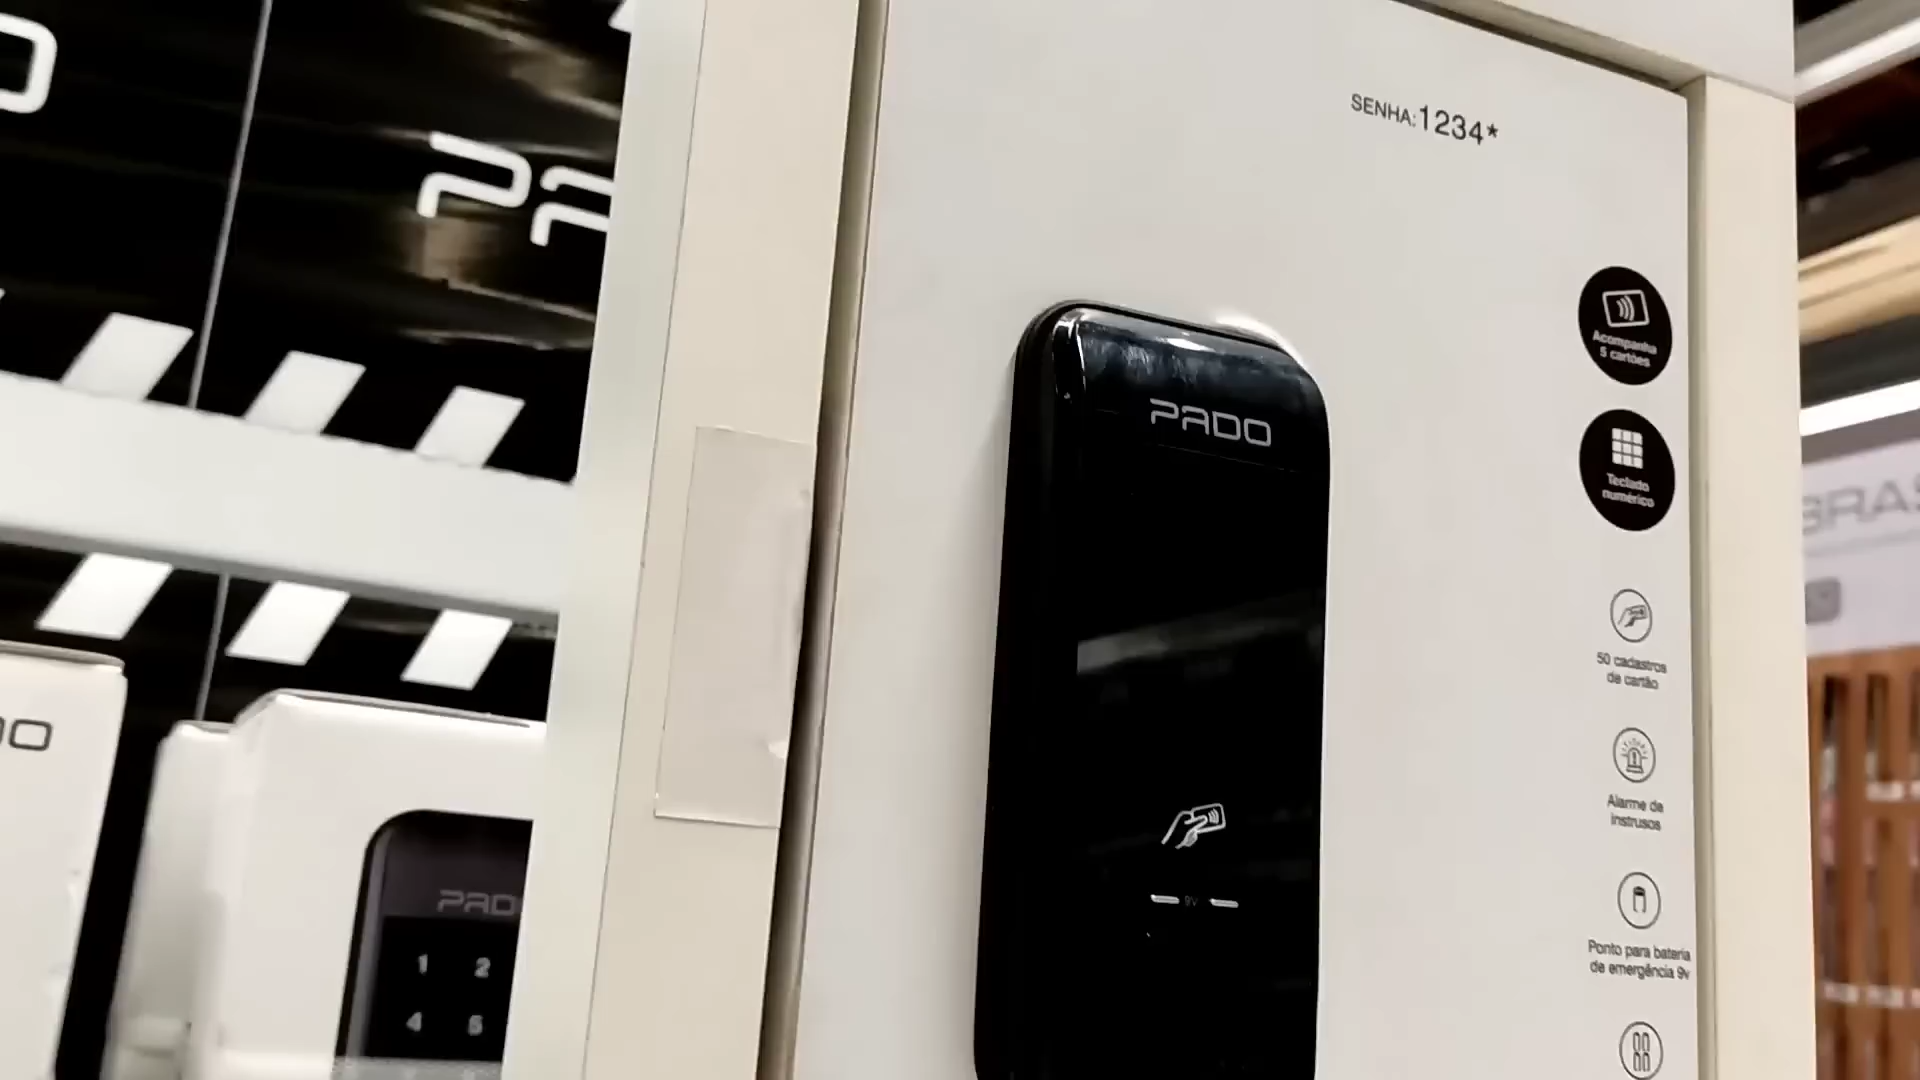 SENHA:1234*
PADO
9V
Acompanha
5 cartões
Teclado
numérico
50 cadastros
de cartão
Alarme de
instrusos
Ponto para bateria
de emergência 9v
PADO
1 2
4 5